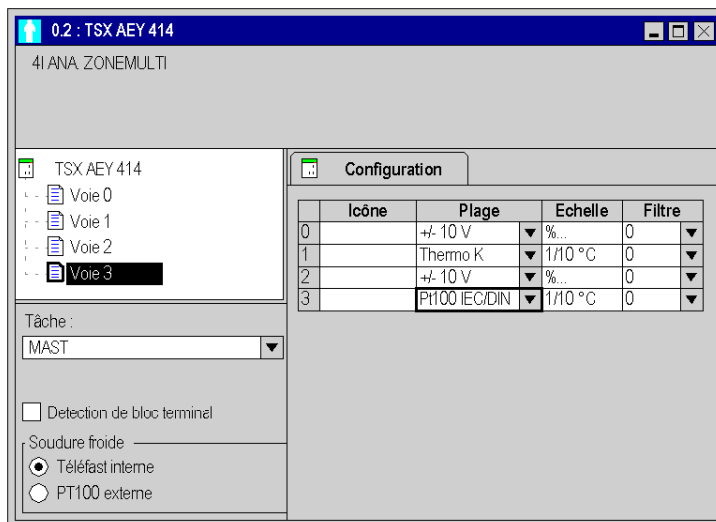 0.2 : TSX AEY 414
4I ANA. ZONEMULTI
TSX AEY 414
Voie 0
Voie 1
Voie 2
Voie 3
Tâche :
MAST
Detection de bloc terminal
Soudure froide
Téléfast interne
PT100 externe
Configuration
Icône Plage Echelle Filtre
0 +/- 10 V %... 0
1 Thermo K 1/10 °C 0
2 +/- 10 V %... 0
3 Pt100 IEC/DIN 1/10 °C 0